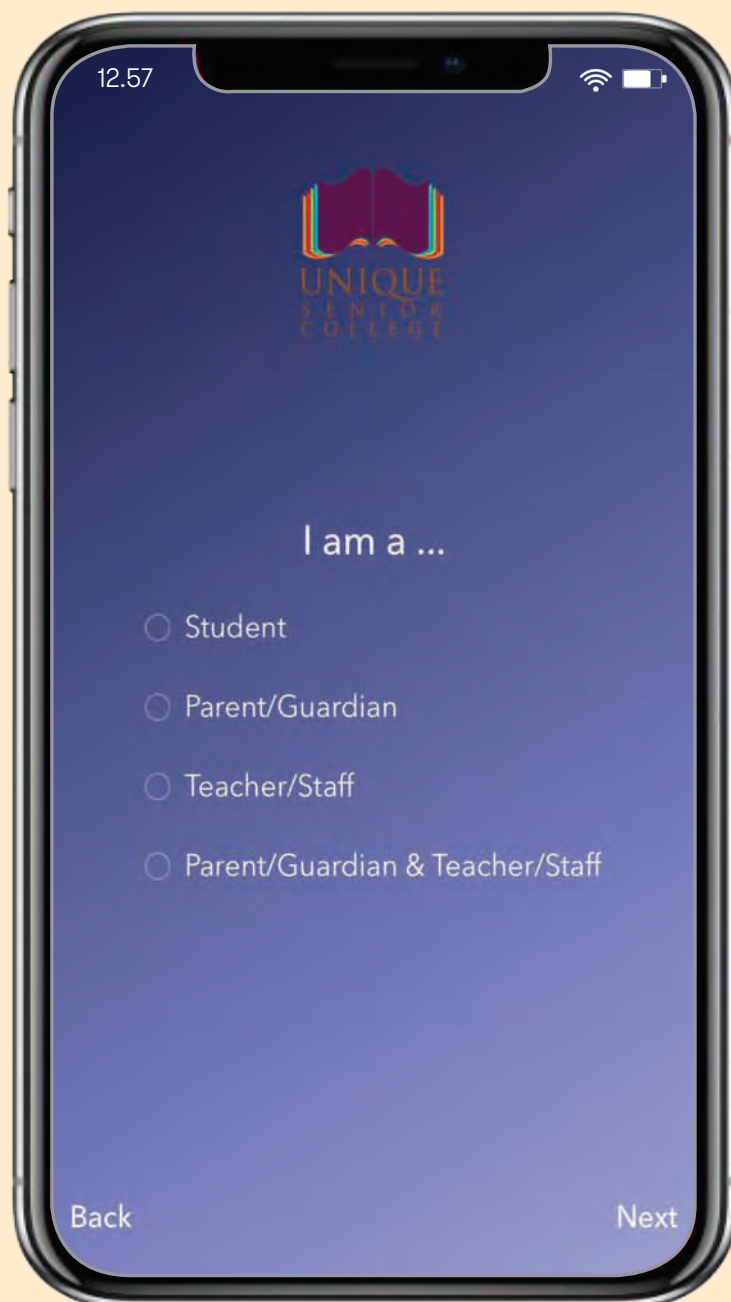 12.57
UNIQUE
SENIOR
COLLEGE
I am a ...
Student
Parent/Guardian
Teacher/Staff
Parent/Guardian & Teacher/Staff
Back
Next